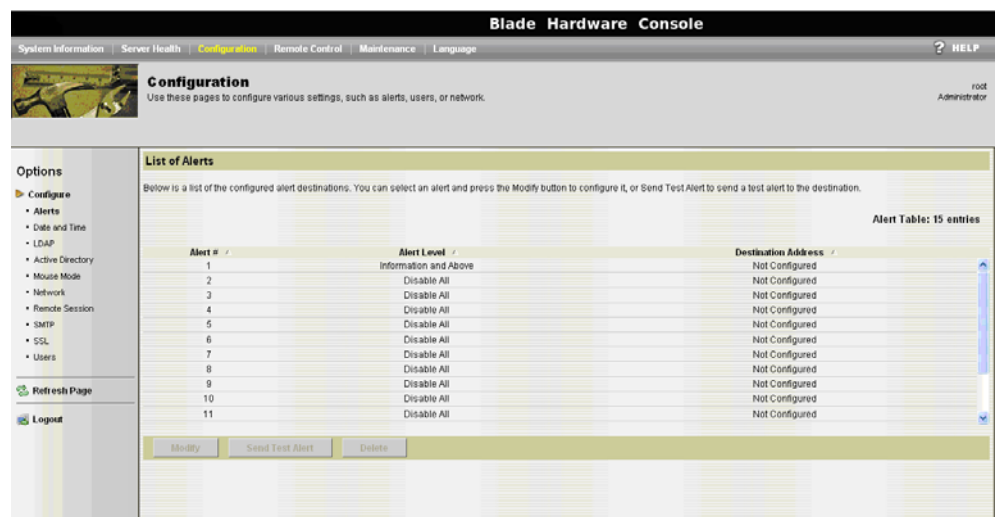 Blade Hardware Console
System Information Server Health Configuration Remote Control Maintenance Language
? HELP
Configuration
Use these pages to configure various settings, such as alerts, users, or network.
root
Administrator
Options
Configure
Alerts
Date and Time
LDAP
Active Directory
Mouse Mode
Network
Remote Session
SMTP
SSL
Users
Refresh Page
Logout
List of Alerts
Below is a list of the configured alert destinations. You can select an alert and press the Modify button to configure it, or Send Test Alert to send a test alert to the destination.
Alert Table: 15 entries
Alert # Alert Level Destination Address
1 Information and Above Not Configured
2 Disable All Not Configured
3 Disable All Not Configured
4 Disable All Not Configured
5 Disable All Not Configured
6 Disable All Not Configured
7 Disable All Not Configured
8 Disable All Not Configured
9 Disable All Not Configured
10 Disable All Not Configured
11 Disable All Not Configured
Modify Send Test Alert Delete